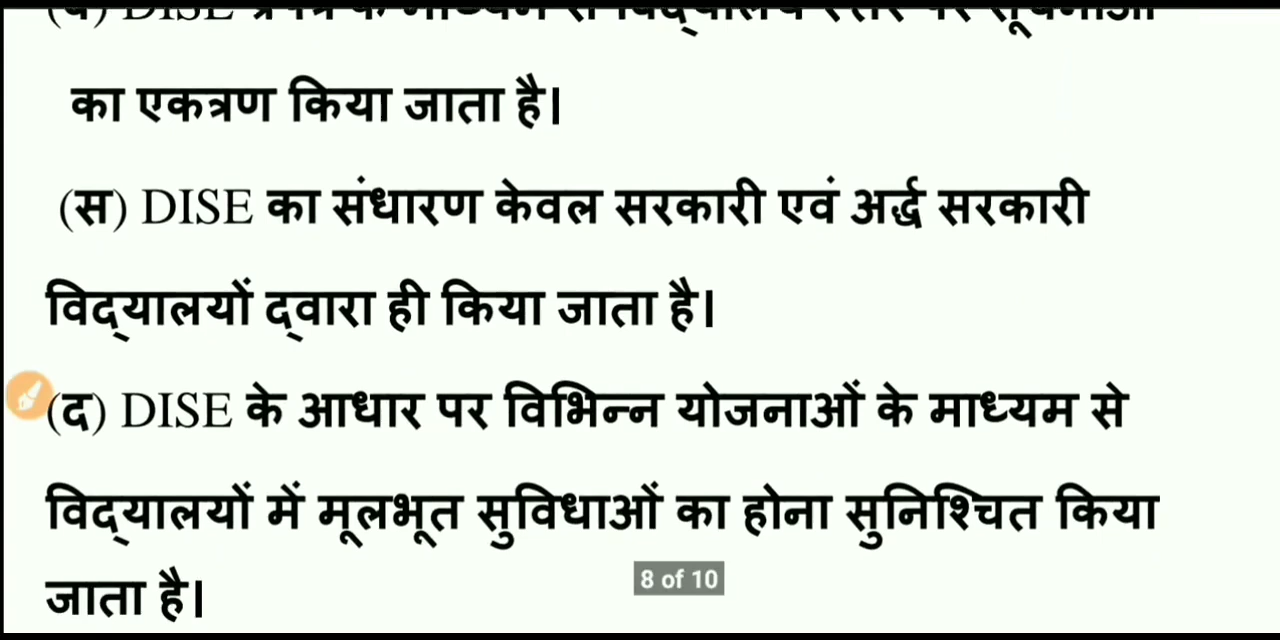 का एकत्रण किया जाता है।
(स) DISE का संधारण केवल सरकारी एवं अर्द्ध सरकारी
विद्‌यालयों द्‌वारा ही किया जाता है।
(द) DISE के आधार पर विभिन्न योजनाओं के माध्यम से
विद्‌यालयों में मूलभूत सुविधाओं का होना सुनिश्चित किया
जाता है।
8 of 10